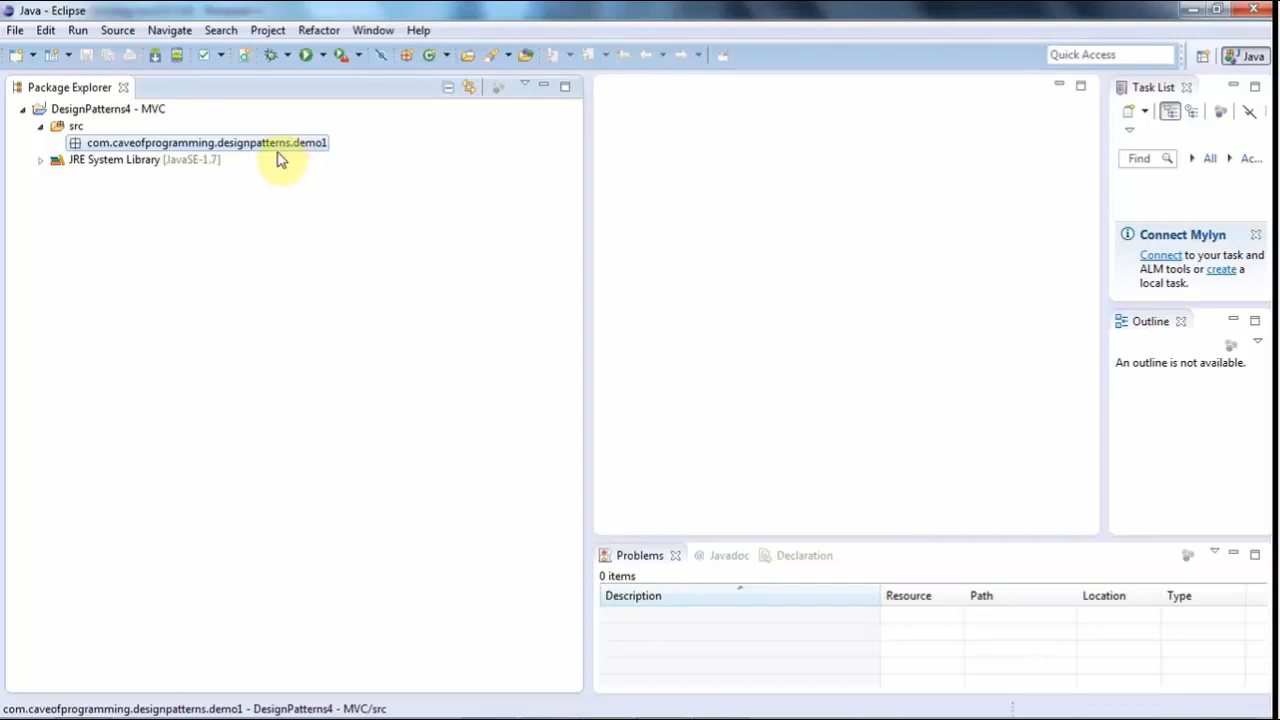 Java - Eclipse
File Edit Run Source Navigate Search Project Refactor Window Help
Quick Access
Java
Package Explorer
DesignPatterns4 - MVC
src
com.caveofprogramming.designpatterns.demo1
JRE System Library [JavaSE-1.7]
Task List
Find
All
Ac...
Connect Mylyn
Connect to your task and
ALM tools or create a
local task.
Outline
An outline is not available.
Problems Javadoc Declaration
0 items
Description Resource Path Location Type
com.caveofprogramming.designpatterns.demo1 - DesignPatterns4 - MVC/src